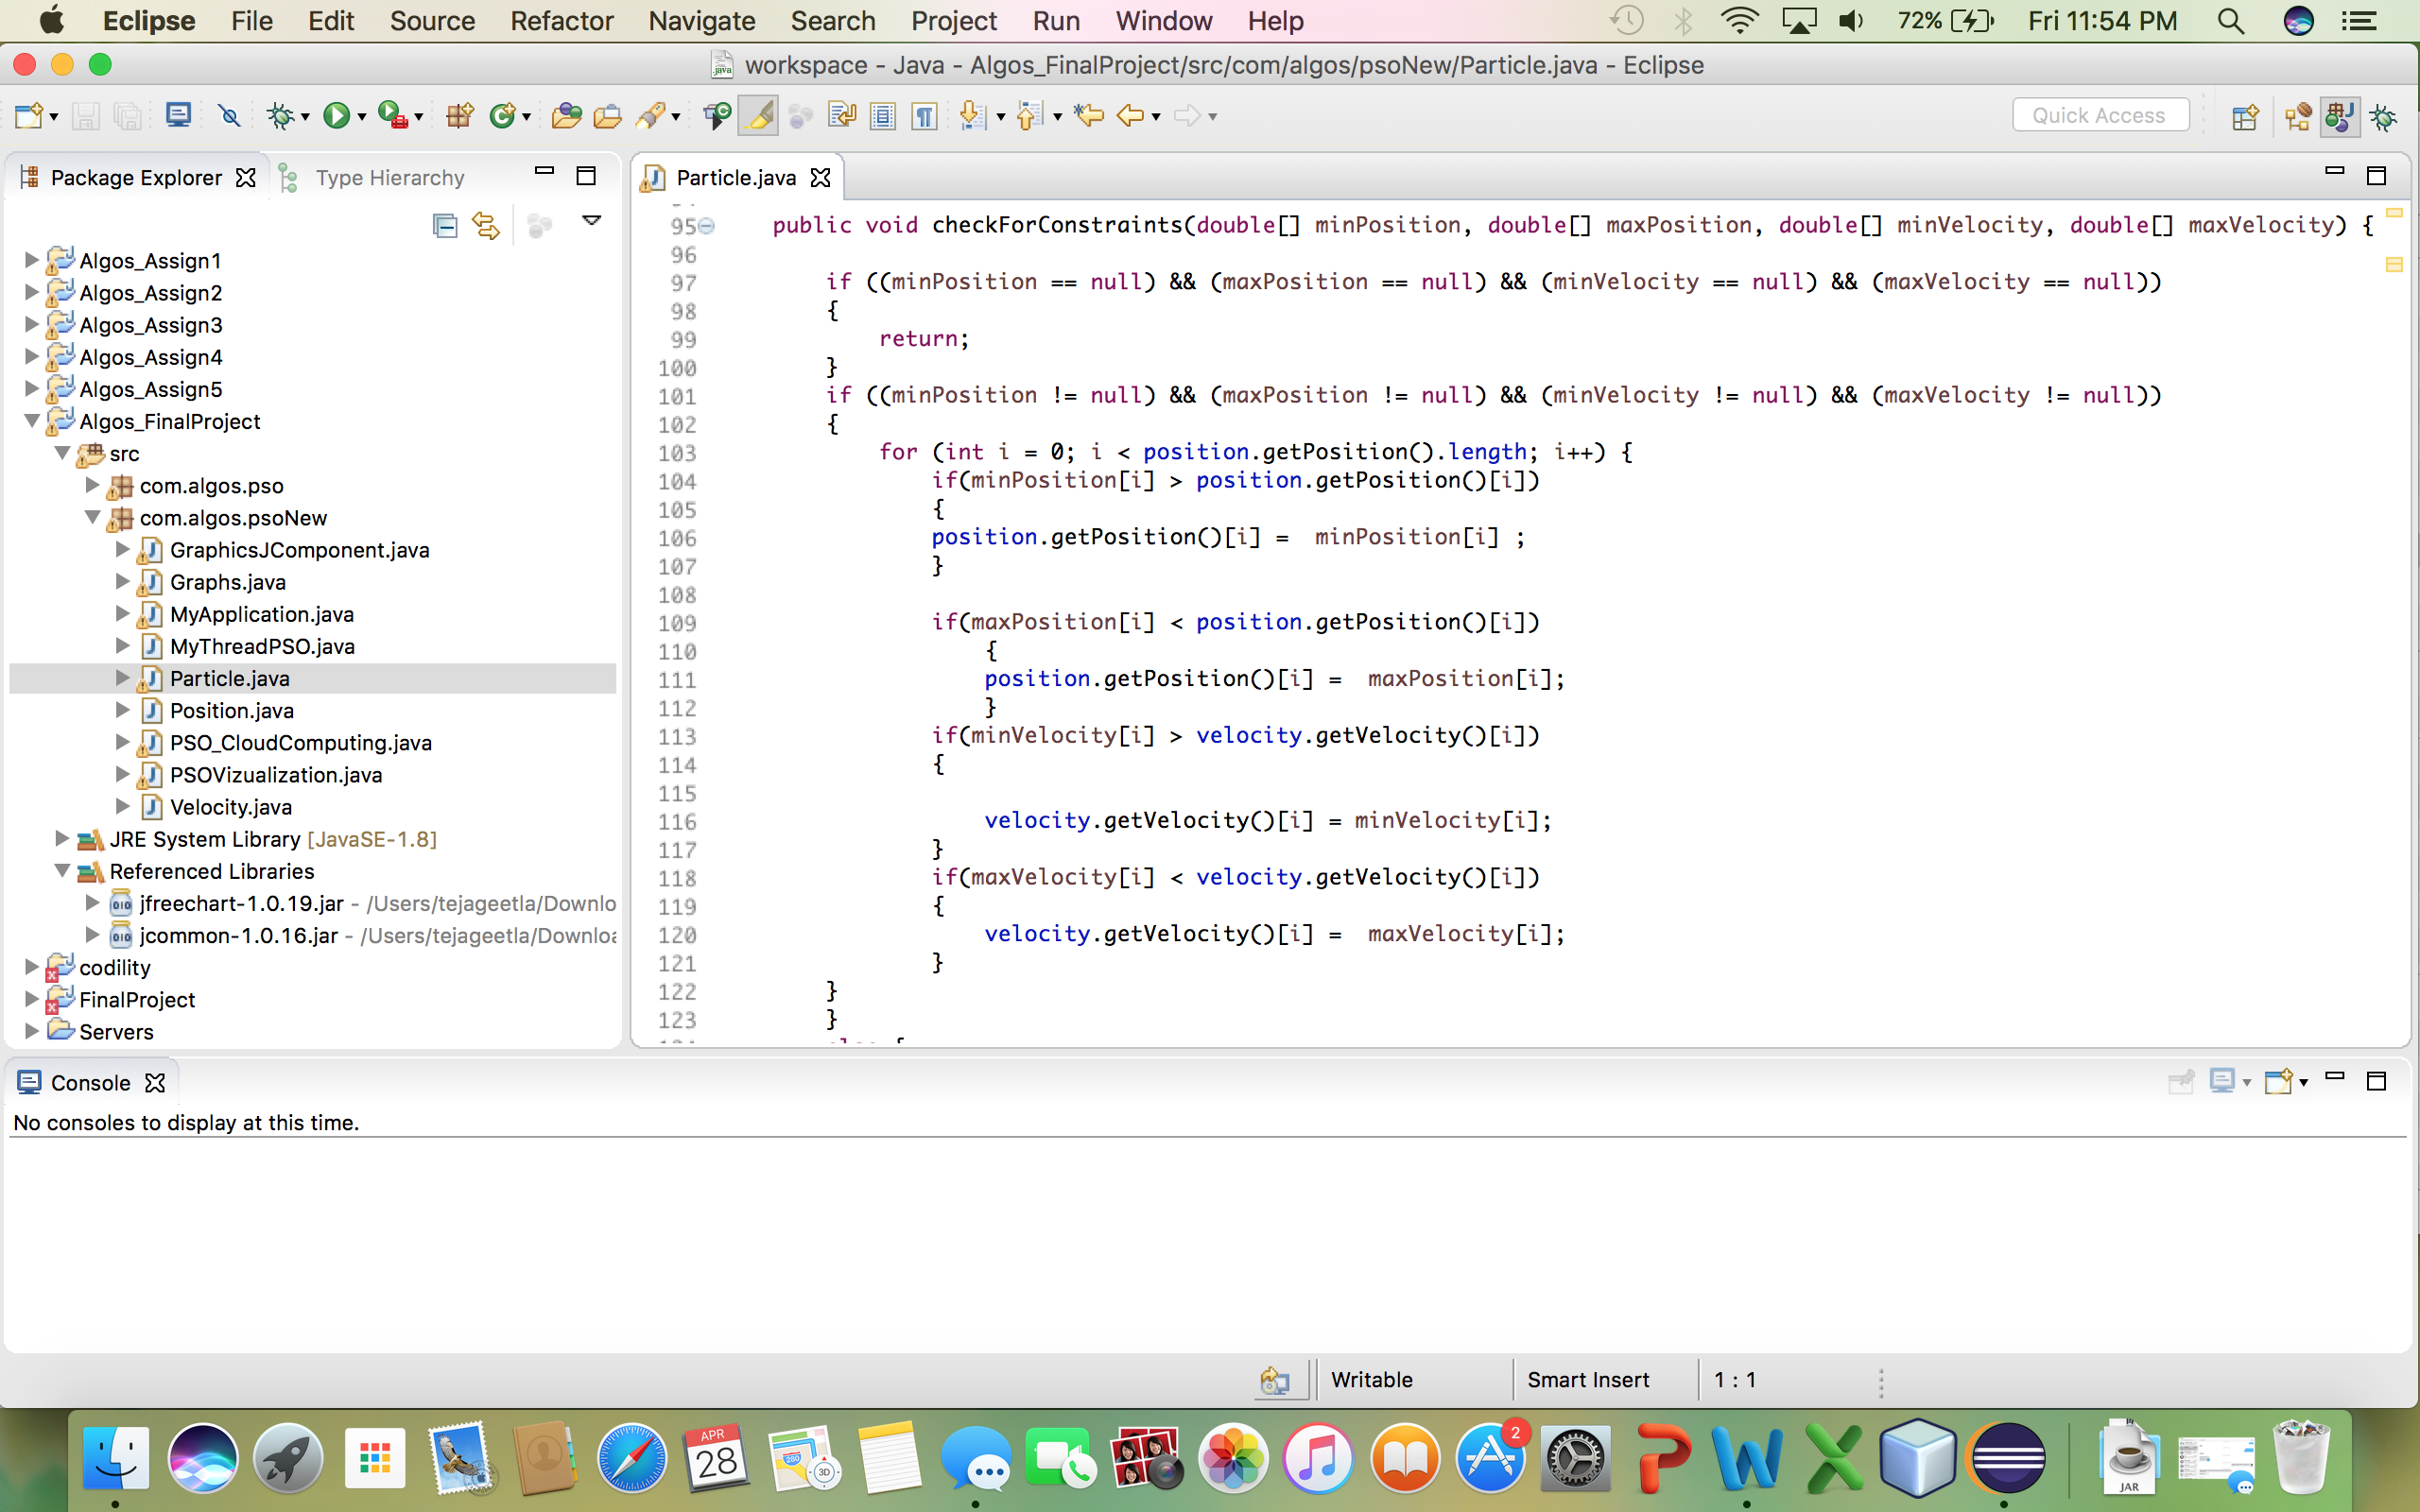 Eclipse File Edit Source Refactor Navigate Search Project Run Window Help 72% Fri 11:54 PM
workspace - Java - Algos_FinalProject/src/com/algos/psoNew/Particle.java - Eclipse
Quick Access
Package Explorer Type Hierarchy
Algos_Assign1
Algos_Assign2
Algos_Assign3
Algos_Assign4
Algos_Assign5
Algos_FinalProject
src
com.algos.pso
com.algos.psoNew
GraphicsJComponent.java
Graphs.java
MyApplication.java
MyThreadPSO.java
Particle.java
Position.java
PSO_CloudComputing.java
PSOVizualization.java
Velocity.java
JRE System Library [JavaSE-1.8]
Referenced Libraries
jfreechart-1.0.19.jar - /Users/tejageetla/Downlo
jcommon-1.0.16.jar - /Users/tejageetla/Downloa
codility
FinalProject
Servers
Particle.java
95 public void checkForConstraints(double[] minPosition, double[] maxPosition, double[] minVelocity, double[] maxVelocity) {
96
97 if ((minPosition == null) && (maxPosition == null) && (minVelocity == null) && (maxVelocity == null))
98 {
99 return;
100 }
101 if ((minPosition != null) && (maxPosition != null) && (minVelocity != null) && (maxVelocity != null))
102 {
103 for (int i = 0; i < position.getPosition().length; i++) {
104 if(minPosition[i] > position.getPosition()[i])
105 {
106 position.getPosition()[i] =  minPosition[i] ;
107 }
108
109 if(maxPosition[i] < position.getPosition()[i])
110 {
111 position.getPosition()[i] =  maxPosition[i];
112 }
113 if(minVelocity[i] > velocity.getVelocity()[i])
114 {
115
116 velocity.getVelocity()[i] = minVelocity[i];
117 }
118 if(maxVelocity[i] < velocity.getVelocity()[i])
119 {
120 velocity.getVelocity()[i] =  maxVelocity[i];
121 }
122 }
123 }
Console
No consoles to display at this time.
Writable Smart Insert 1 : 1
APR
28
280
3D
2
JAR